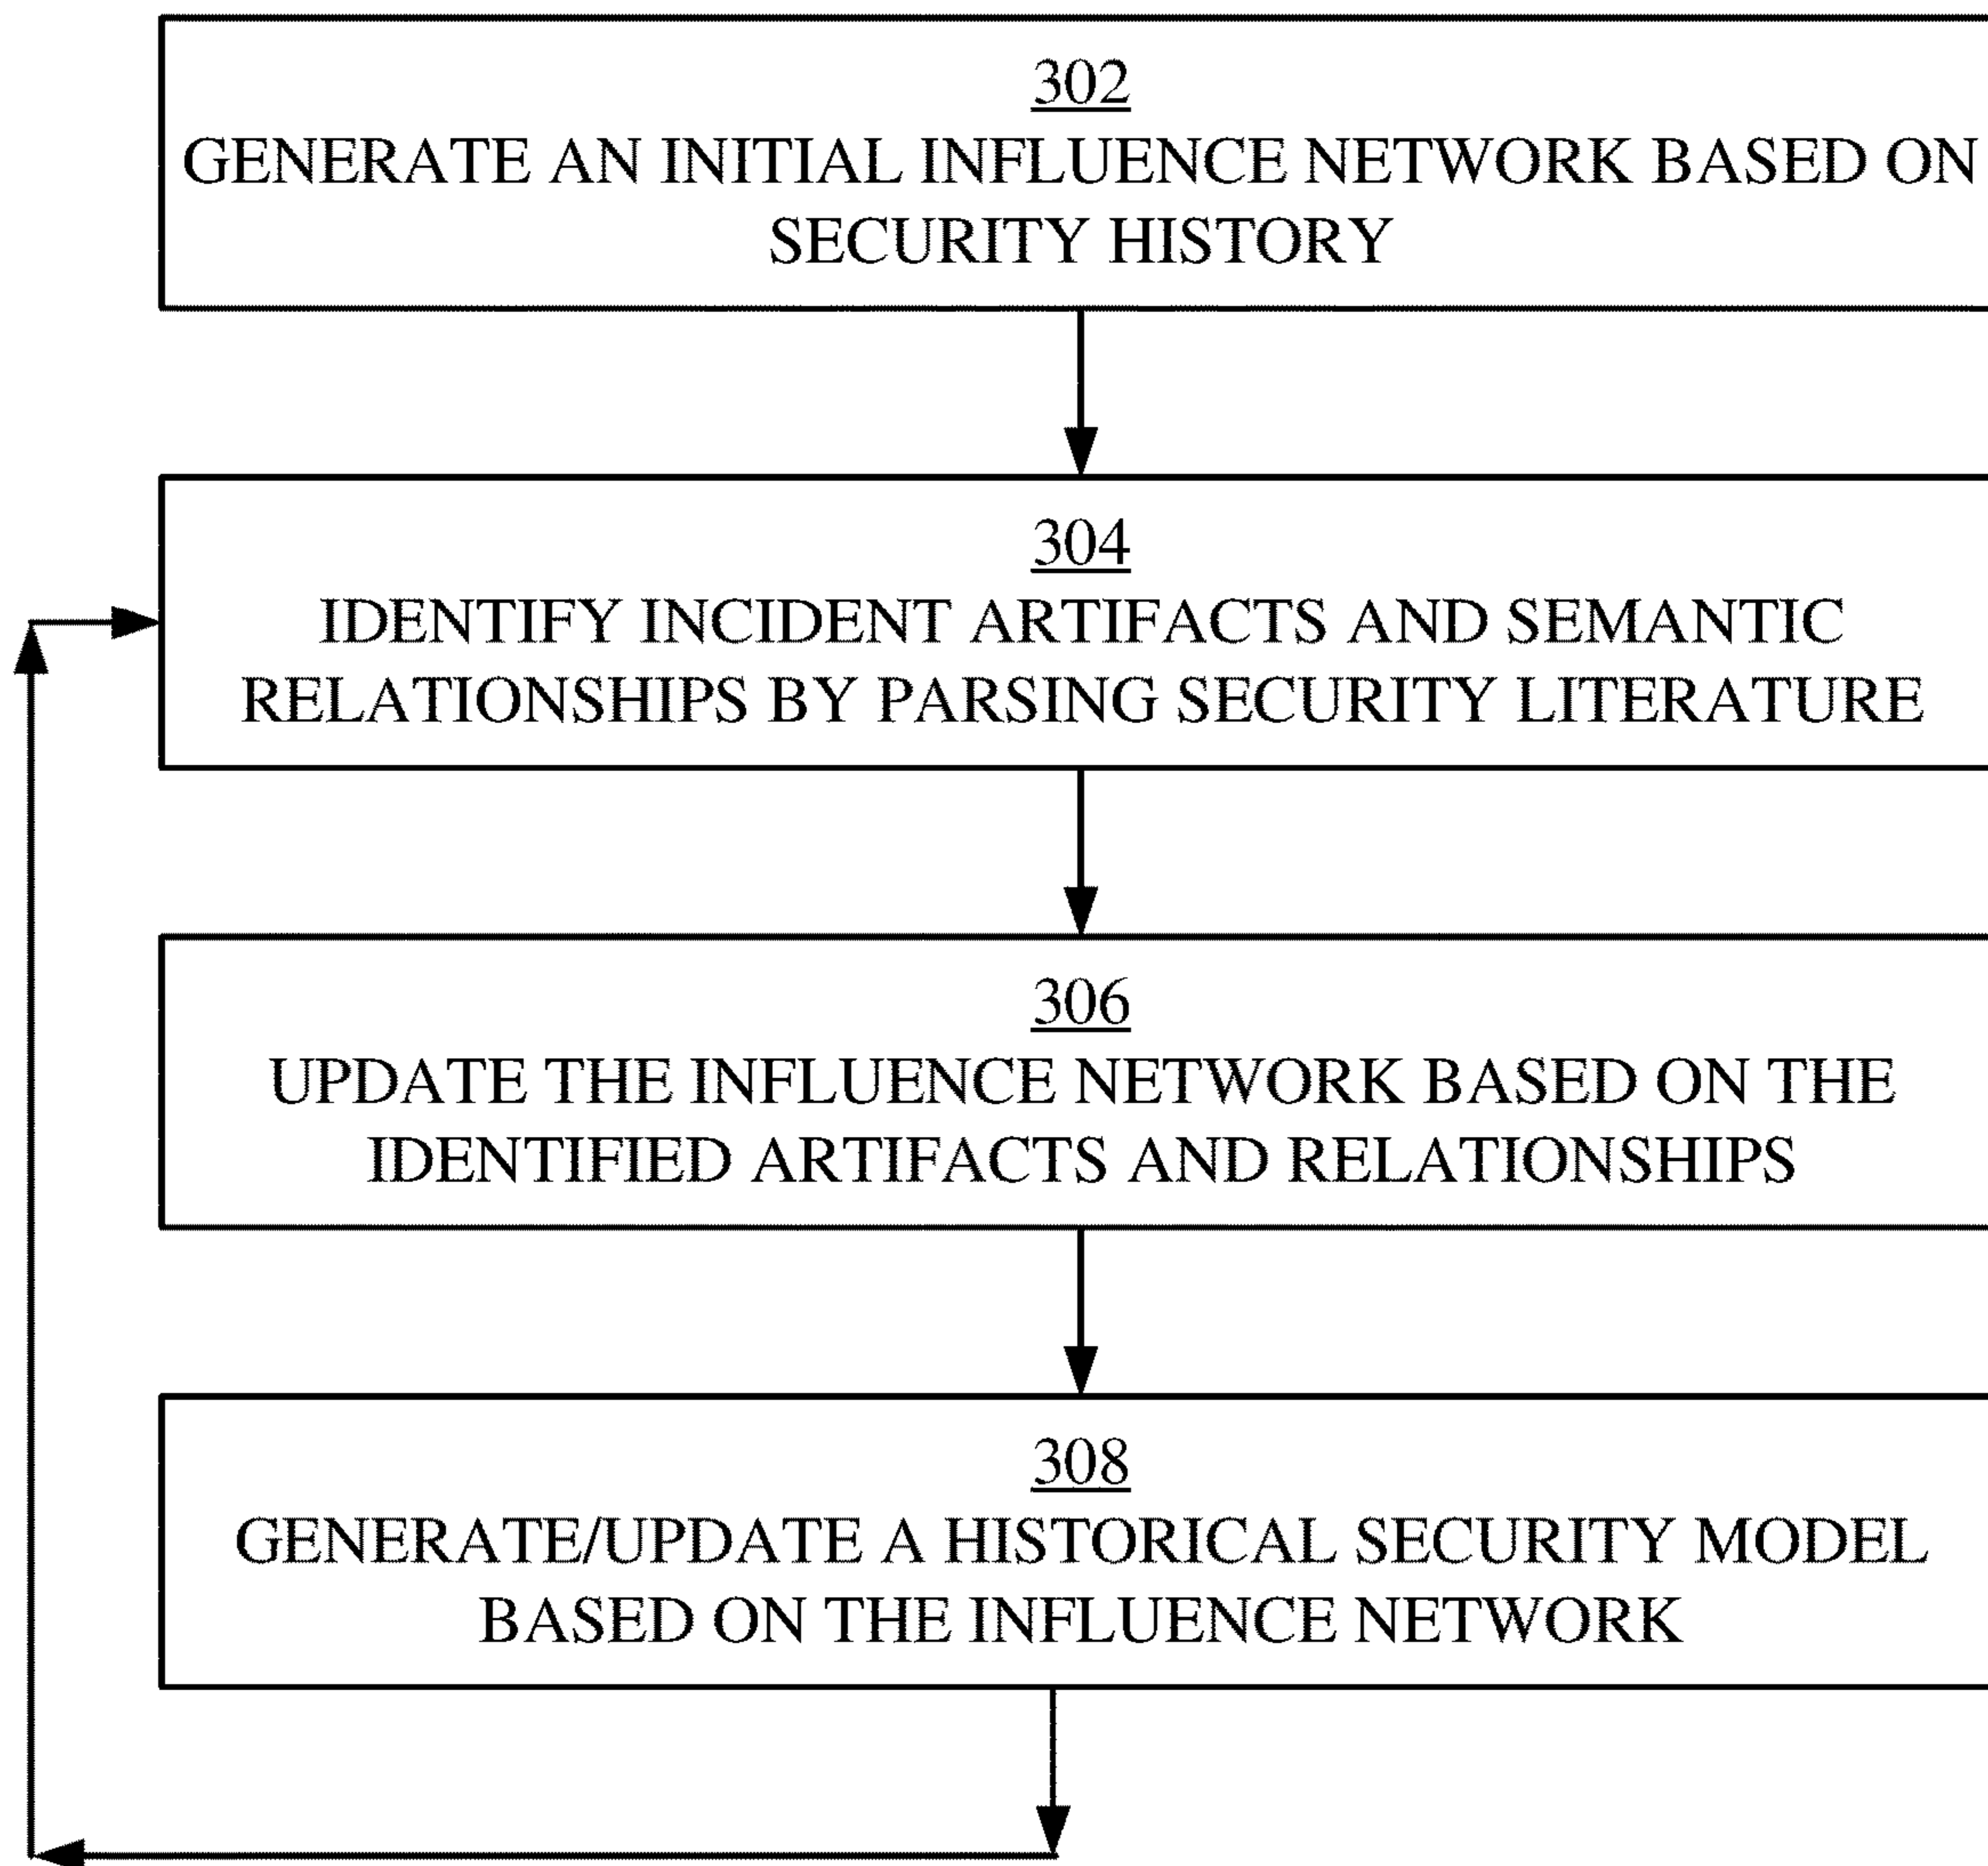 302
GENERATE AN INITIAL INFLUENCE NETWORK BASED ON
SECURITY HISTORY
304
IDENTIFY INCIDENT ARTIFACTS AND SEMANTIC
RELATIONSHIPS BY PARSING SECURITY LITERATURE
306
UPDATE THE INFLUENCE NETWORK BASED ON THE
IDENTIFIED ARTIFACTS AND RELATIONSHIPS
308
GENERATE/UPDATE A HISTORICAL SECURITY MODEL
BASED ON THE INFLUENCE NETWORK